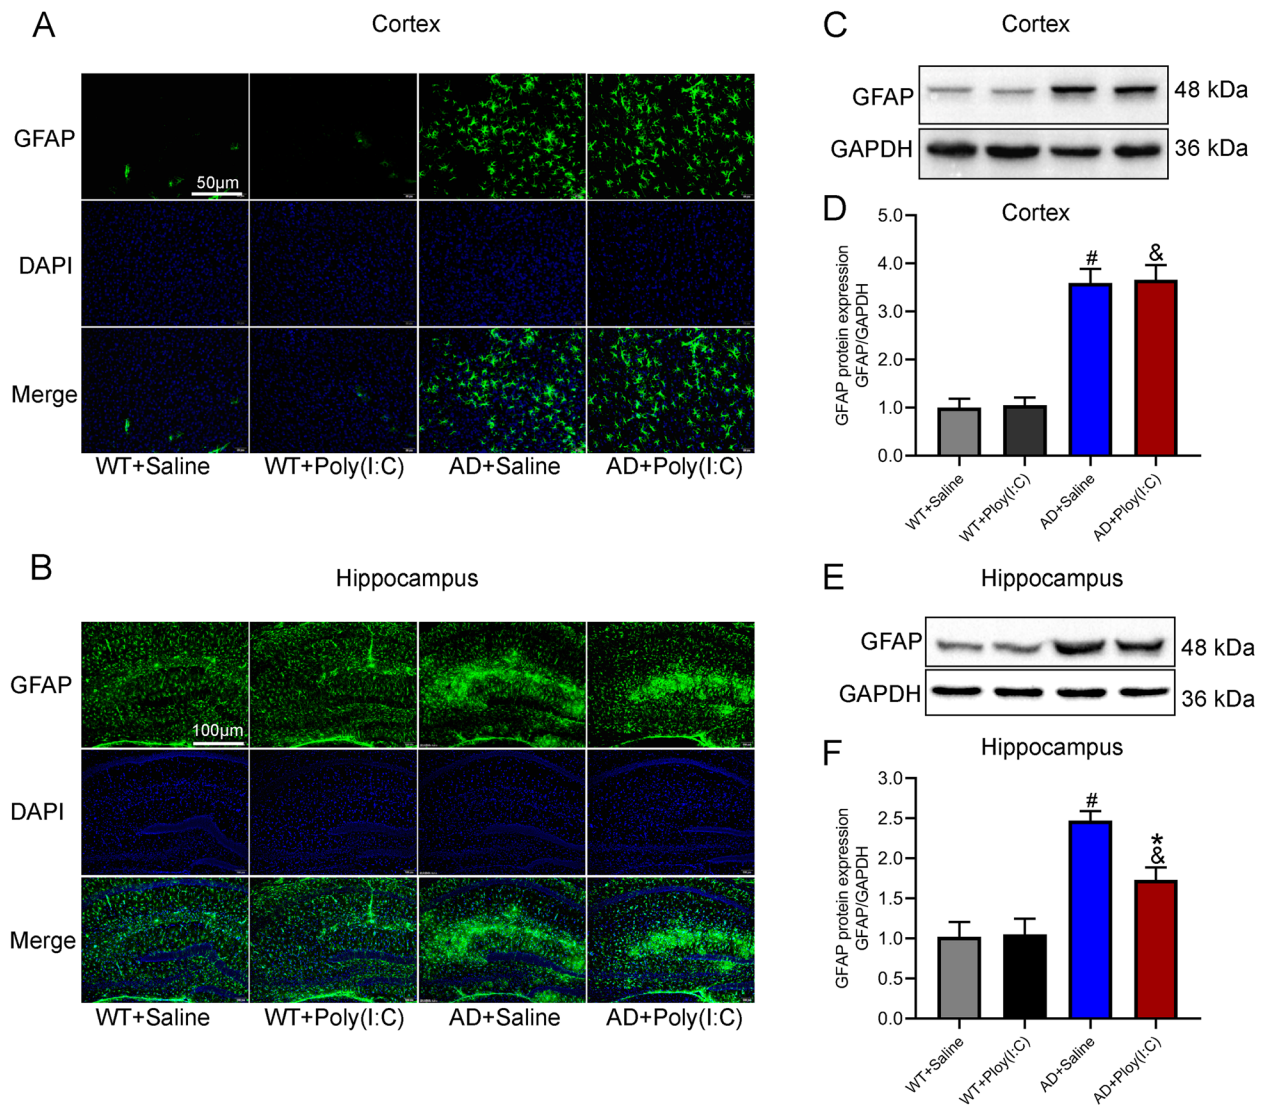 A
Cortex
GFAP
50μm
DAPI
Merge
WT+Saline WT+Poly(I:C) AD+Saline AD+Poly(I:C)
B
Hippocampus
GFAP
100μm
DAPI
Merge
WT+Saline WT+Poly(I:C) AD+Saline AD+Poly(I:C)
C
Cortex
GFAP 48 kDa
GAPDH 36 kDa
D
Cortex
GFAP protein expression
GFAP/GAPDH
5.0
4.0
3.0
2.0
1.0
0.0
# &
WT+Saline WT+Ploy(I:C) AD+Saline AD+Ploy(I:C)
E
Hippocampus
GFAP 48 kDa
GAPDH 36 kDa
F
Hippocampus
GFAP protein expression
GFAP/GAPDH
3.0
2.5
2.0
1.5
1.0
0.5
0.0
#
*
&
WT+Saline WT+Ploy(I:C) AD+Saline AD+Ploy(I:C)